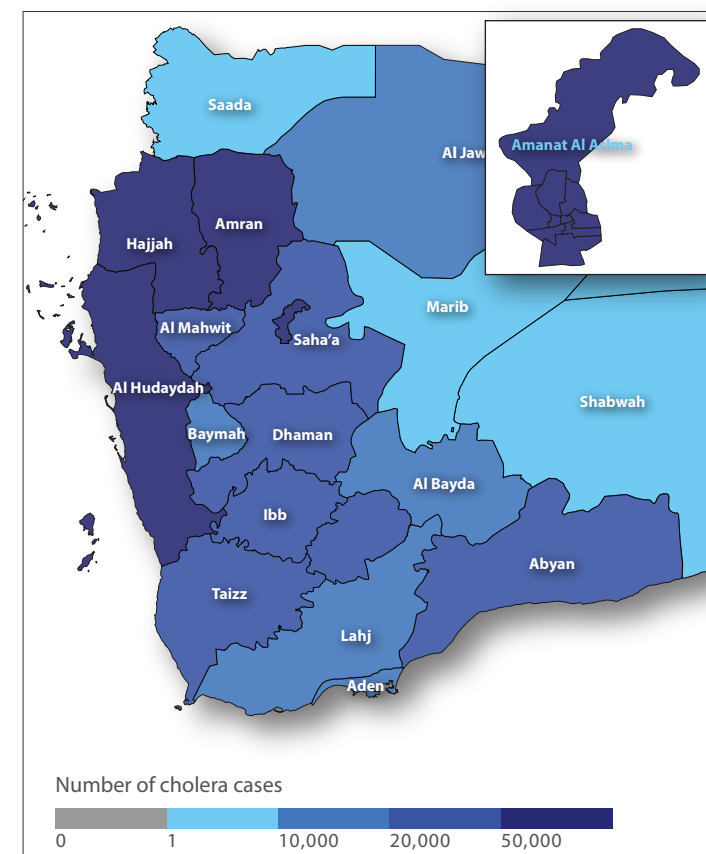 Saada
Al Jaw
Amanat Al Asima
Amran
Hajjah
Marib
Al Mahwit
Saha’a
Al Hudaydah
Shabwah
Baymah
Dhaman
Al Bayda
Ibb
Abyan
Taizz
Lahj
Aden
Number of cholera cases
0 1 10,000 20,000 50,000